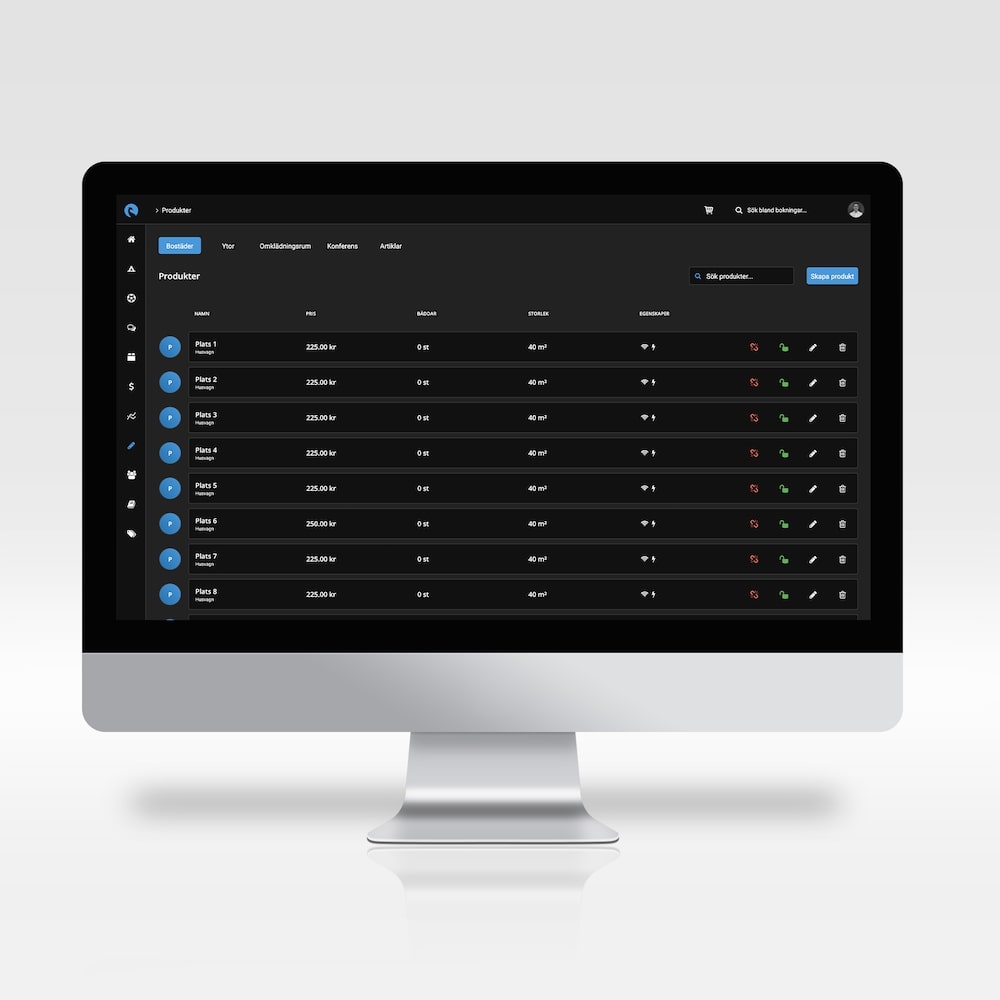 Produkter
Sök bland bokningar...
Bostäder Ytor Omklädningsrum Konferens Artiklar
Produkter
Sök produkter...
Skapa produkt
NAMN PRIS BÄDDAR STORLEK EGENSKAPER
P Plats 1 225.00 kr 0 st 40 m²
Husvagn
P Plats 2 225.00 kr 0 st 40 m²
Husvagn
P Plats 3 225.00 kr 0 st 40 m²
Husvagn
P Plats 4 225.00 kr 0 st 40 m²
Husvagn
P Plats 5 225.00 kr 0 st 40 m²
Husvagn
P Plats 6 250.00 kr 0 st 40 m²
Husvagn
P Plats 7 225.00 kr 0 st 40 m²
Husvagn
P Plats 8 225.00 kr 0 st 40 m²
Husvagn